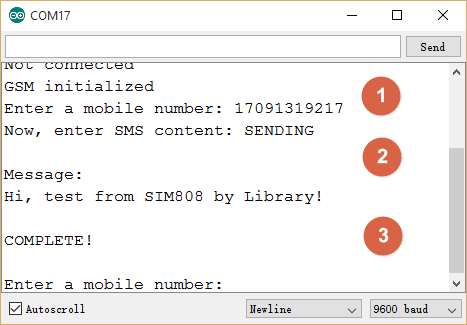 COM17
Send
Not connected
GSM initialized
Enter a mobile number: 17091319217
1
Now, enter SMS content: SENDING
2
Message:
Hi, test from SIM808 by Library!
3
COMPLETE!
Enter a mobile number:
Autoscroll
Newline
9600 baud